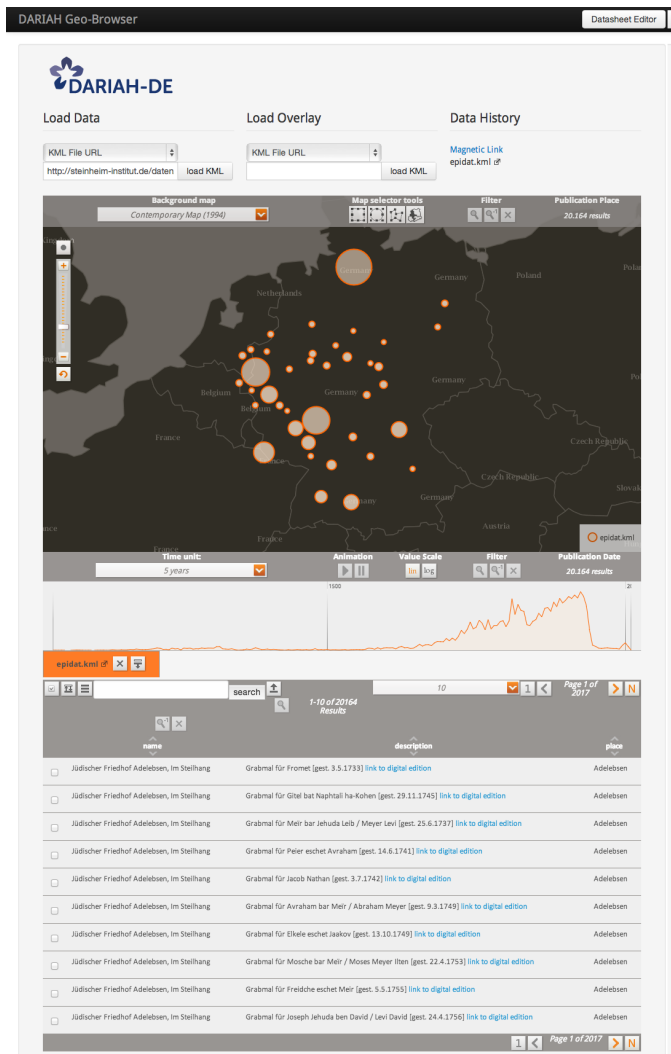 DARIAH Geo-Browser
Datasheet Editor
DARIAH-DE
Load Data
Load Overlay
Data History
KML File URL
KML File URL
Magnetic Link
epidat.kml
http://steinheim-institut.de/daten
load KML
load KML
Background map
Map selector tools
Filter
Publication Place
Contemporary Map (1994)
20.164 results
Germany
Germany
Poland
Netherlands
Germany
Belgium
Germany
Belgium
France
Czech Republic
Czech Republic
Slovak
Germany
Austria
France
France
epidat.kml
Time unit:
Animation
Value Scale
Filter
Publication Date
5 years
lin
log
20.164 results
1500
epidat.kml
search
1-10 of 20164
Results
10
1
Page 1 of
2017
N
name
description
place
Jüdischer Friedhof Adelebsen, Im Steilhang
Grabmal für Fromet [gest. 3.5.1733] link to digital edition
Adelebsen
Jüdischer Friedhof Adelebsen, Im Steilhang
Grabmal für Gitel bat Naphtali ha-Kohen [gest. 29.11.1745] link to digital edition
Adelebsen
Jüdischer Friedhof Adelebsen, Im Steilhang
Grabmal für Meïr bar Jehuda Leib / Meyer Levi [gest. 25.6.1737] link to digital edition
Adelebsen
Jüdischer Friedhof Adelebsen, Im Steilhang
Grabmal für Peier eschet Avraham [gest. 14.6.1741] link to digital edition
Adelebsen
Jüdischer Friedhof Adelebsen, Im Steilhang
Grabmal für Jacob Nathan [gest. 3.7.1742] link to digital edition
Adelebsen
Jüdischer Friedhof Adelebsen, Im Steilhang
Grabmal für Avraham bar Meïr / Abraham Meyer [gest. 9.3.1749] link to digital edition
Adelebsen
Jüdischer Friedhof Adelebsen, Im Steilhang
Grabmal für Elkele eschet Jaakov [gest. 13.10.1749] link to digital edition
Adelebsen
Jüdischer Friedhof Adelebsen, Im Steilhang
Grabmal für Mosche bar Meïr / Moses Meyer Ilten [gest. 22.4.1753] link to digital edition
Adelebsen
Jüdischer Friedhof Adelebsen, Im Steilhang
Grabmal für Freidche eschet Meir [gest. 5.5.1755] link to digital edition
Adelebsen
Jüdischer Friedhof Adelebsen, Im Steilhang
Grabmal für Joseph Jehuda ben David / Levi David [gest. 24.4.1756] link to digital edition
Adelebsen
1
Page 1 of 2017
N